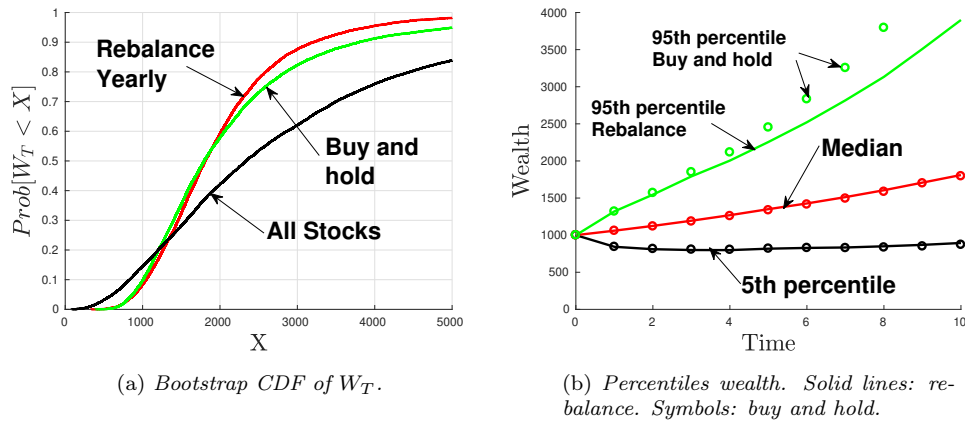 Prob[W_T < X]
1
0.9
0.8
0.7
0.6
0.5
0.4
0.3
0.2
0.1
0
Rebalance
Yearly
Buy and
hold
All Stocks
0
1000
2000
3000
4000
5000
X
(a) Bootstrap CDF of W_T.
Wealth
4000
3500
3000
2500
2000
1500
1000
500
0
95th percentile
Buy and hold
95th percentile
Rebalance
Median
5th percentile
0
2
4
6
8
10
Time
(b) Percentiles wealth. Solid lines: re-
balance. Symbols: buy and hold.